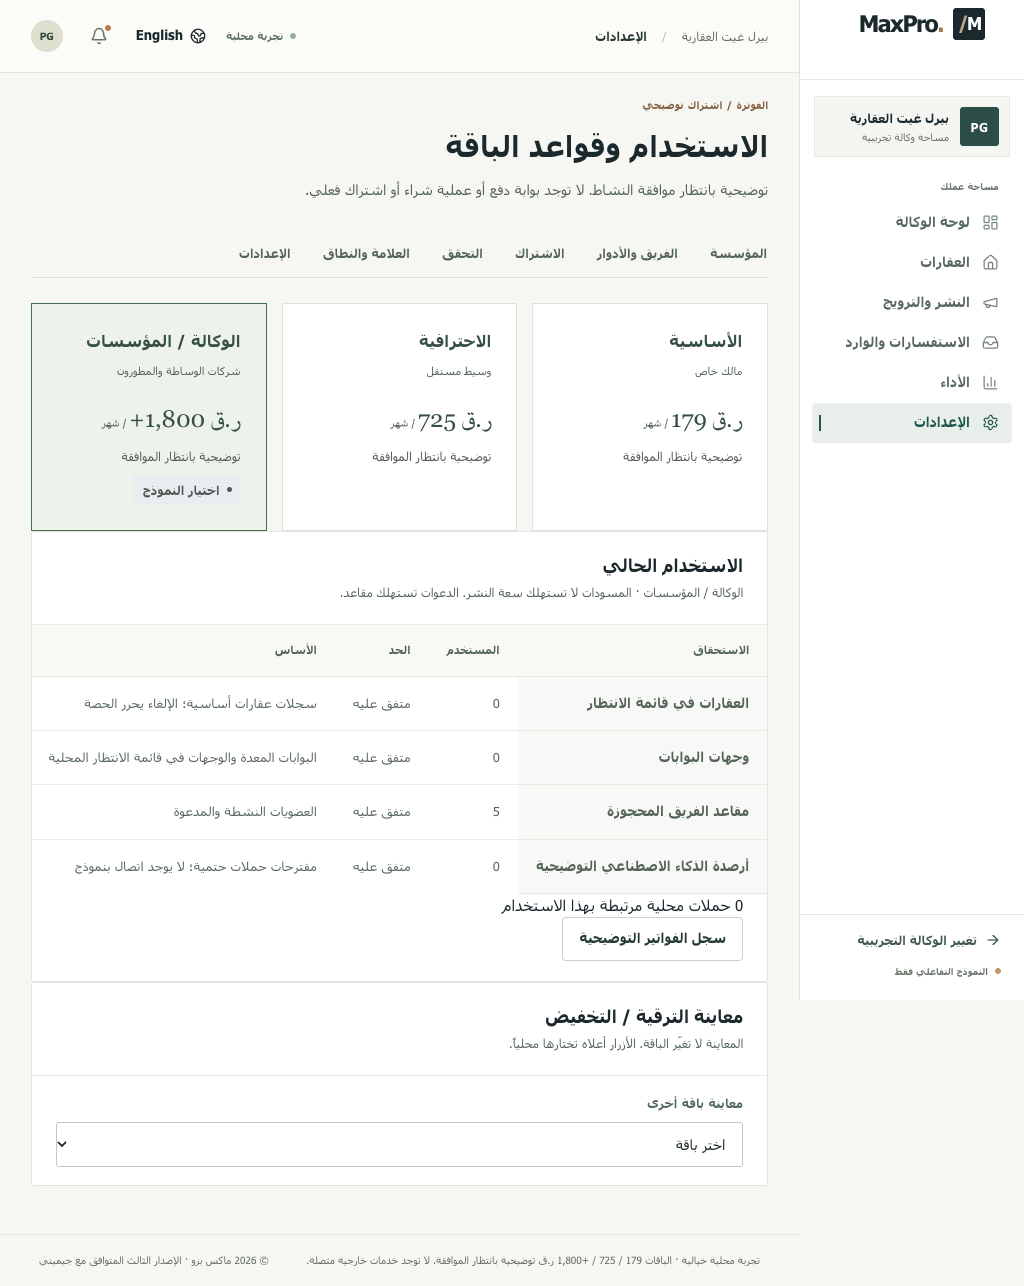 MaxPro.
/M
PG
بيرل غيت العقارية
مساحة وكالة تجريبية
مساحة عملك
لوحة الوكالة
العقارات
النشر والترويج
الاستفسارات والوارد
الأداء
الإعدادات
تغيير الوكالة التجريبية
النموذج التفاعلي فقط
بيرل غيت العقارية / الإعدادات
تجربة محلية
English
PG
الفوترة / اشتراك توضيحي
الاستخدام وقواعد الباقة
توضيحية بانتظار موافقة النشاط. لا توجد بوابة دفع أو عملية شراء أو اشتراك فعلي.
المؤسسة الفريق والأدوار الاشتراك التحقق العلامة والنطاق الإعدادات
الأساسية
مالك خاص
ر.ق 179 / شهر
توضيحية بانتظار الموافقة
الاحترافية
وسيط مستقل
ر.ق 725 / شهر
توضيحية بانتظار الموافقة
الوكالة / المؤسسات
شركات الوساطة والمطورون
ر.ق 1,800+ / شهر
توضيحية بانتظار الموافقة
• اختيار النموذج
الاستخدام الحالي
الوكالة / المؤسسات · المسودات لا تستهلك سعة النشر. الدعوات تستهلك مقاعد.
الاستحقاق المستخدم الحد الأساس
العقارات في قائمة الانتظار 0 متفق عليه سجلات عقارات أساسية؛ الإلغاء يحرر الحصة
وجهات البوابات 0 متفق عليه البوابات المعدة والوجهات في قائمة الانتظار المحلية
مقاعد الفريق المحجوزة 5 متفق عليه العضويات النشطة والمدعوة
أرصدة الذكاء الاصطناعي التوضيحية 0 متفق عليه مقترحات حملات حتمية؛ لا يوجد اتصال بنموذج
0 حملات محلية مرتبطة بهذا الاستخدام
سجل الفواتير التوضيحية
معاينة الترقية / التخفيض
المعاينة لا تغيّر الباقة. الأزرار أعلاه تختارها محلياً.
معاينة باقة أخرى
اختر باقة
تجربة محلية خيالية · الباقات 179 / 725 / 1,800+ ر.ق توضيحية بانتظار الموافقة. لا توجد خدمات خارجية متصلة.
© 2026 ماكس برو · الإصدار الثالث المتوافق مع جيميني